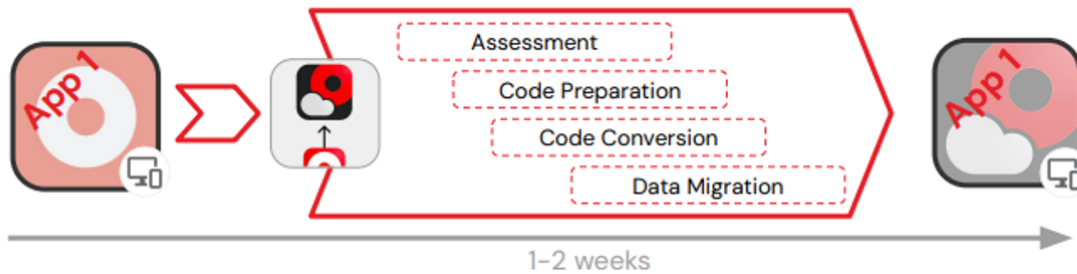 App 1
Assessment
Code Preparation
Code Conversion
Data Migration
App 1
1-2 weeks